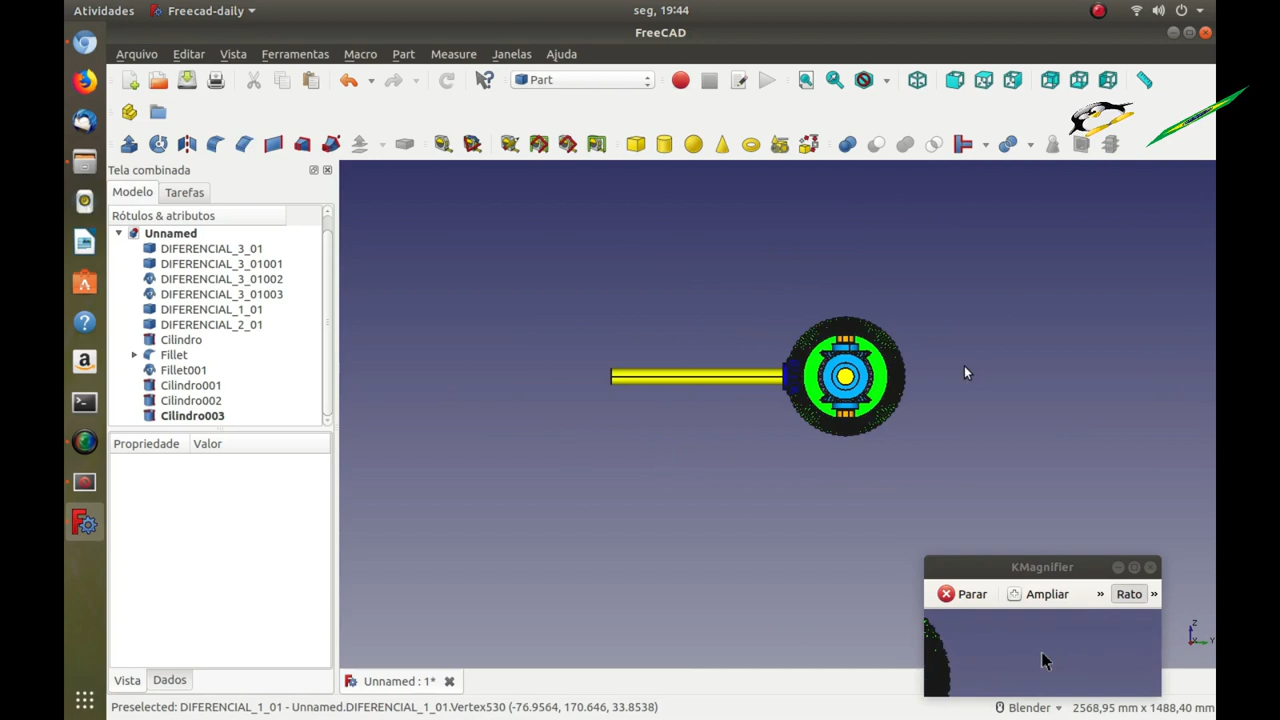 Atividades Freecad-daily seg, 19:44
FreeCAD
Arquivo Editar Vista Ferramentas Macro Part Measure Janelas Ajuda
Part
Tela combinada
Modelo Tarefas
Rótulos & atributos
Unnamed
DIFERENCIAL_3_01
DIFERENCIAL_3_01001
DIFERENCIAL_3_01002
DIFERENCIAL_3_01003
DIFERENCIAL_1_01
DIFERENCIAL_2_01
Cilindro
Fillet
Fillet001
Cilindro001
Cilindro002
Cilindro003
Propriedade Valor
KMagnifier
Parar Ampliar » Rato »
Z
Y
X
Vista Dados
Unnamed : 1*
Preselected: DIFERENCIAL_1_01 - Unnamed.DIFERENCIAL_1_01.Vertex530 (-76.9564, 170.646, 33.8538) Blender 2568,95 mm x 1488,40 mm